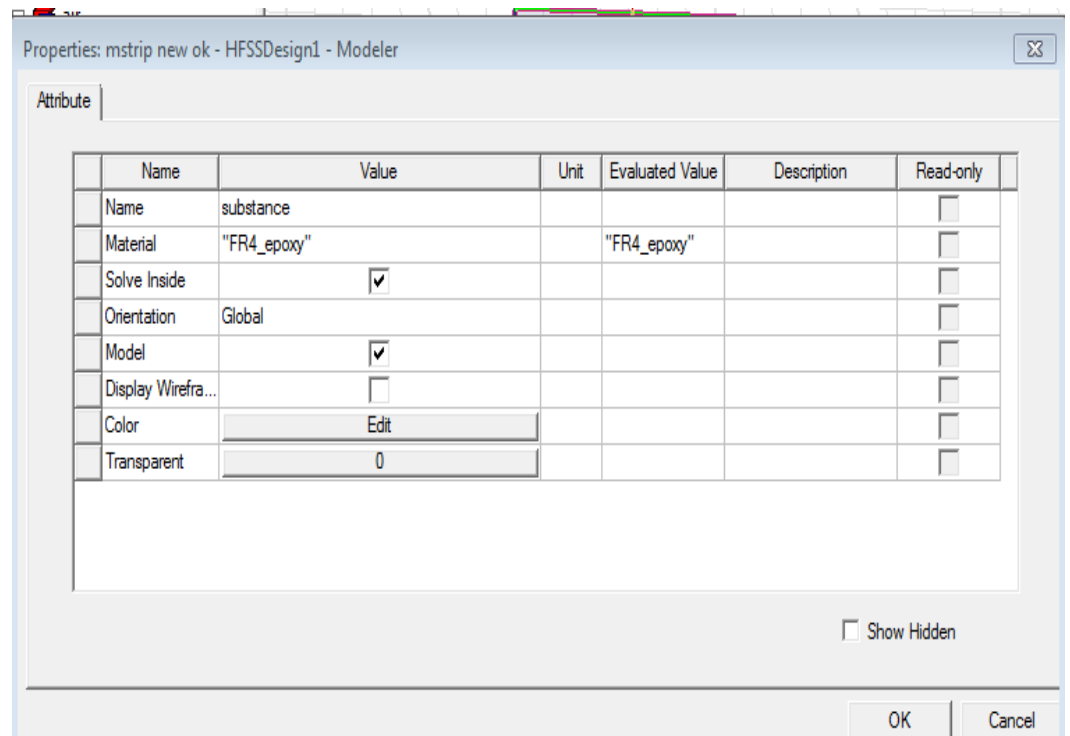 air
Properties: mstrip new ok - HFSSDesign1 - Modeler
Attribute
Name Value Unit Evaluated Value Description Read-only
Name substance
Material "FR4_epoxy" "FR4_epoxy"
Solve Inside
Orientation Global
Model
Display Wirefra...
Color Edit
Transparent 0
Show Hidden
OK Cancel